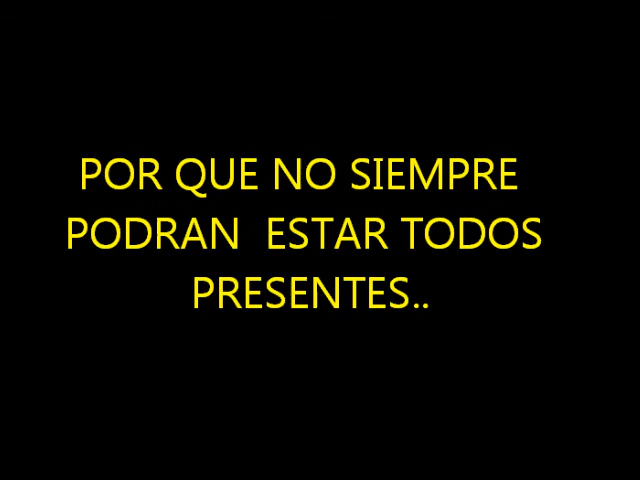 POR QUE NO SIEMPRE
PODRAN  ESTAR TODOS
PRESENTES..